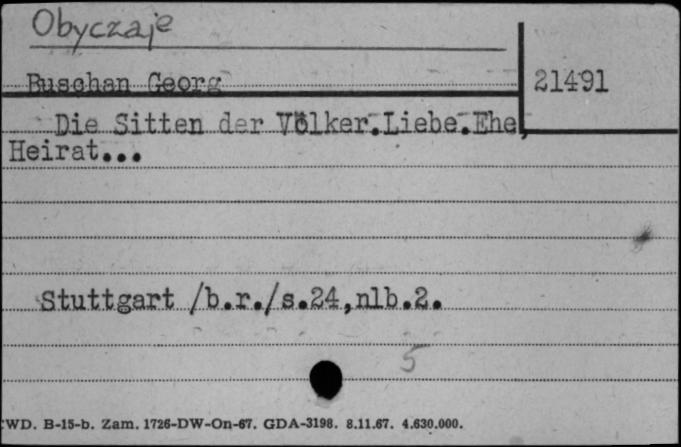 Obyczaje
Buschan Georg
21491
Die Sitten der Völker.Liebe.Ehe,
Heirat...
Stuttgart /b.r./s.24,nlb.2.
5
WD. B-15-b. Zam. 1726-DW-On-67. GDA-3198. 8.11.67. 4.630.000.